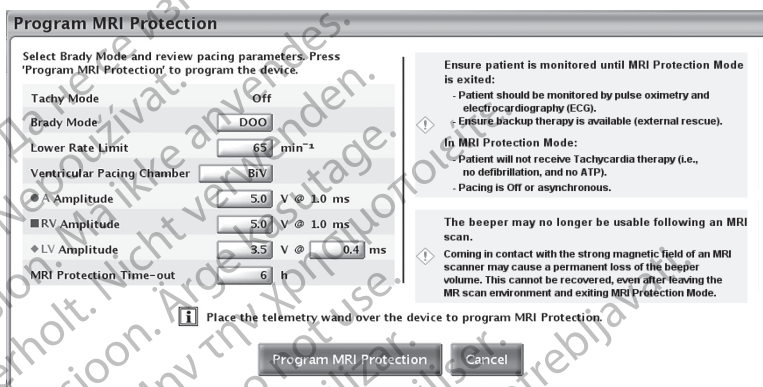 Program MRI Protection
Select Brady Mode and review pacing parameters. Press
'Program MRI Protection' to program the device.
Tachy Mode Off
Brady Mode DOO
Lower Rate Limit 65 min⁻¹
Ventricular Pacing Chamber BiV
A Amplitude 5.0 V @ 1.0 ms
RV Amplitude 5.0 V @ 1.0 ms
LV Amplitude 3.5 V @ 0.4 ms
MRI Protection Time-out 6 h
Ensure patient is monitored until MRI Protection Mode
is exited:
- Patient should be monitored by pulse oximetry and
electrocardiography (ECG).
- Ensure backup therapy is available (external rescue).
In MRI Protection Mode:
- Patient will not receive Tachycardia therapy (i.e.,
no defibrillation, and no ATP).
- Pacing is Off or asynchronous.
The beeper may no longer be usable following an MRI
scan.
Coming in contact with the strong magnetic field of an MRI
scanner may cause a permanent loss of the beeper
volume. This cannot be recovered, even after leaving
the MR scan environment and exiting MRI Protection Mode.
i Place the telemetry wand over the device to program MRI Protection.
Program MRI Protection Cancel